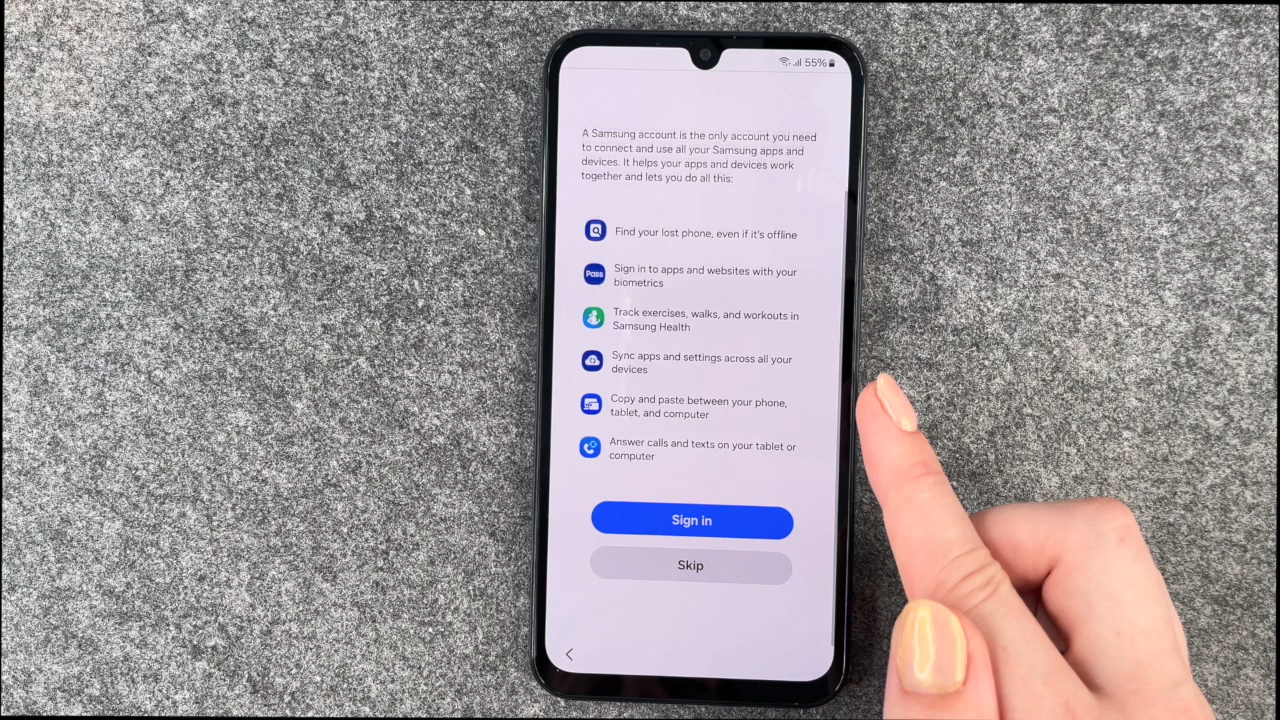 55%
A Samsung account is the only account you need
to connect and use all your Samsung apps and
devices. It helps your apps and devices work
together and lets you do all this:
Find your lost phone, even if it's offline
Pass
Sign in to apps and websites with your
biometrics
Track exercises, walks, and workouts in
Samsung Health
Sync apps and settings across all your
devices
Copy and paste between your phone,
tablet, and computer
Answer calls and texts on your tablet or
computer
Sign in
Skip